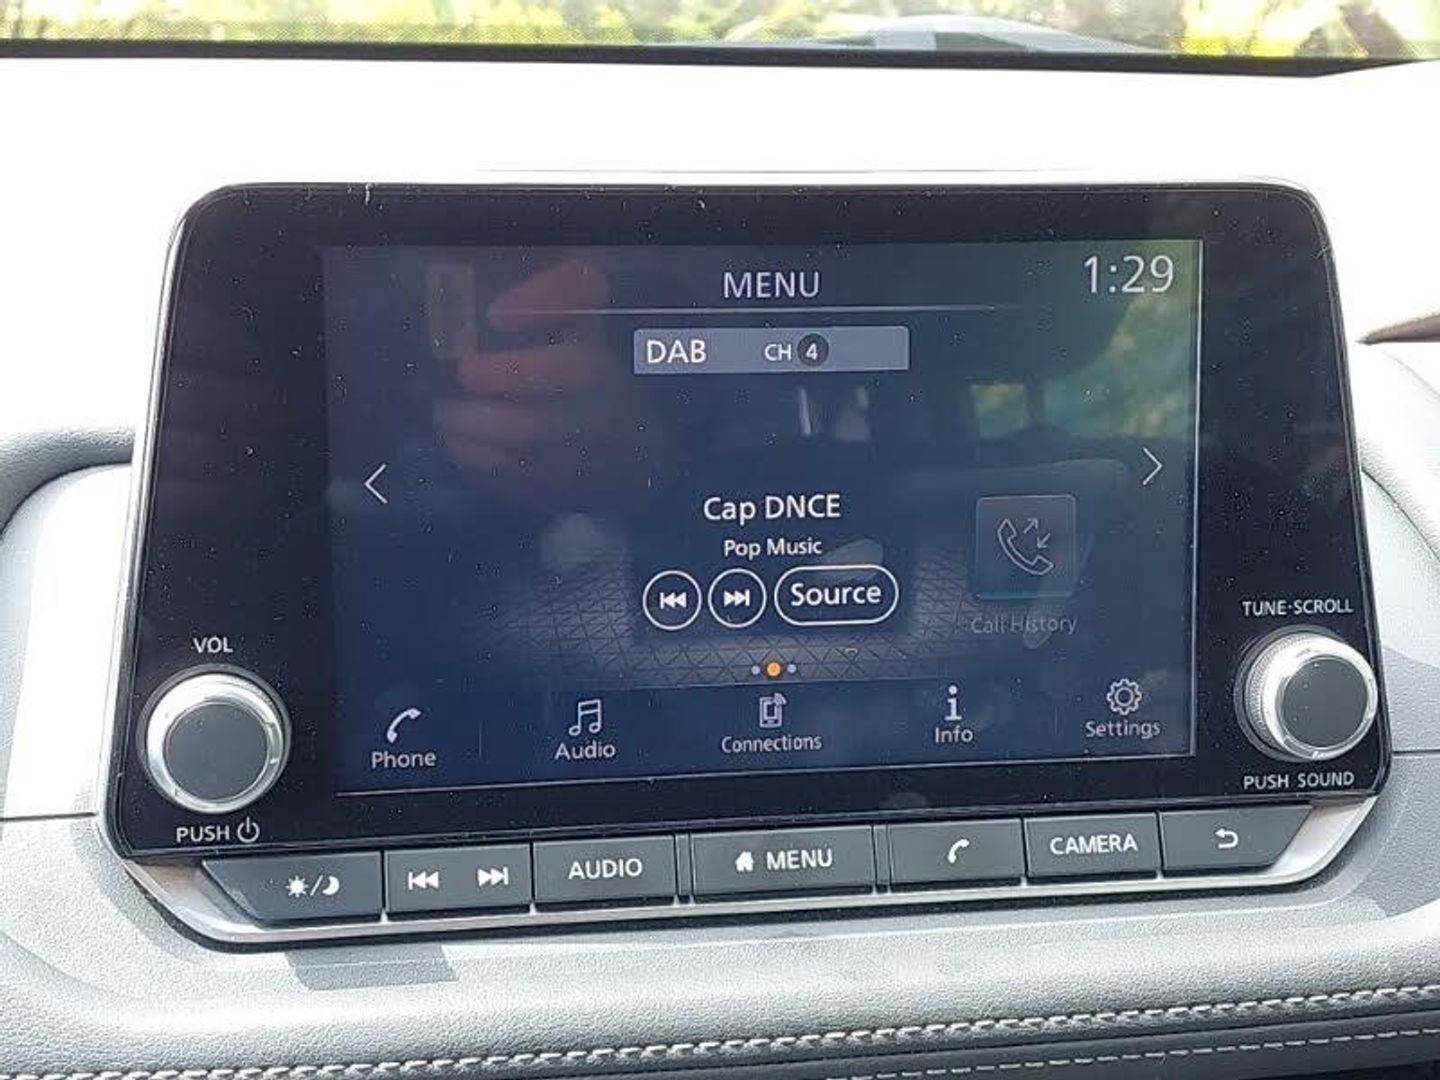 MENU
1:29
DAB CH 4
Cap DNCE
Pop Music
Source
Call History
Phone
Audio
Connections
Info
Settings
VOL
PUSH
TUNE·SCROLL
PUSH SOUND
AUDIO
MENU
CAMERA